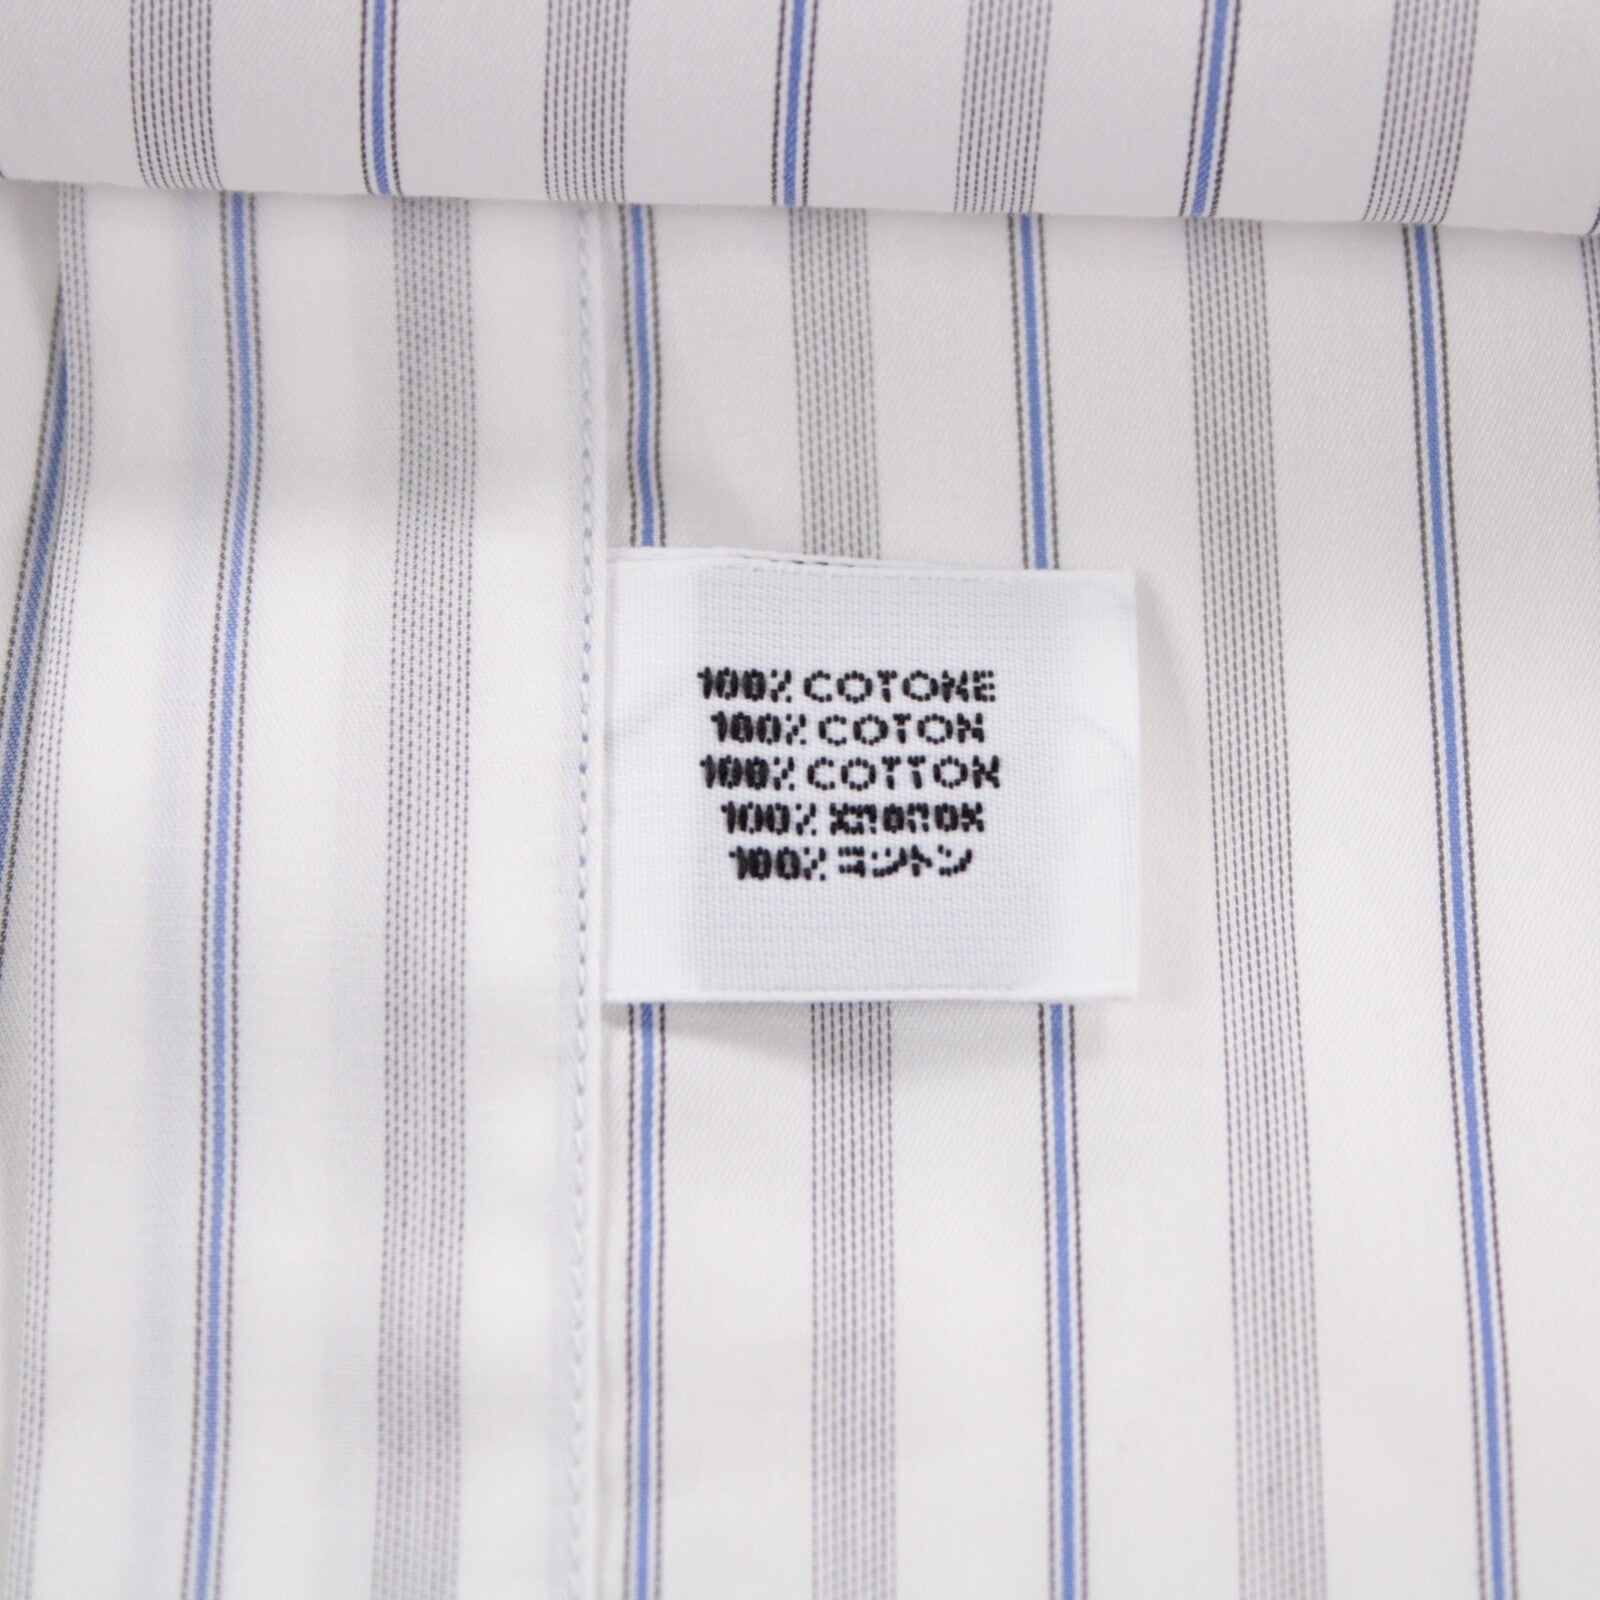 100% COTONE
100% COTON
100% COTTON
100% ХЛОПОК
100% コットン